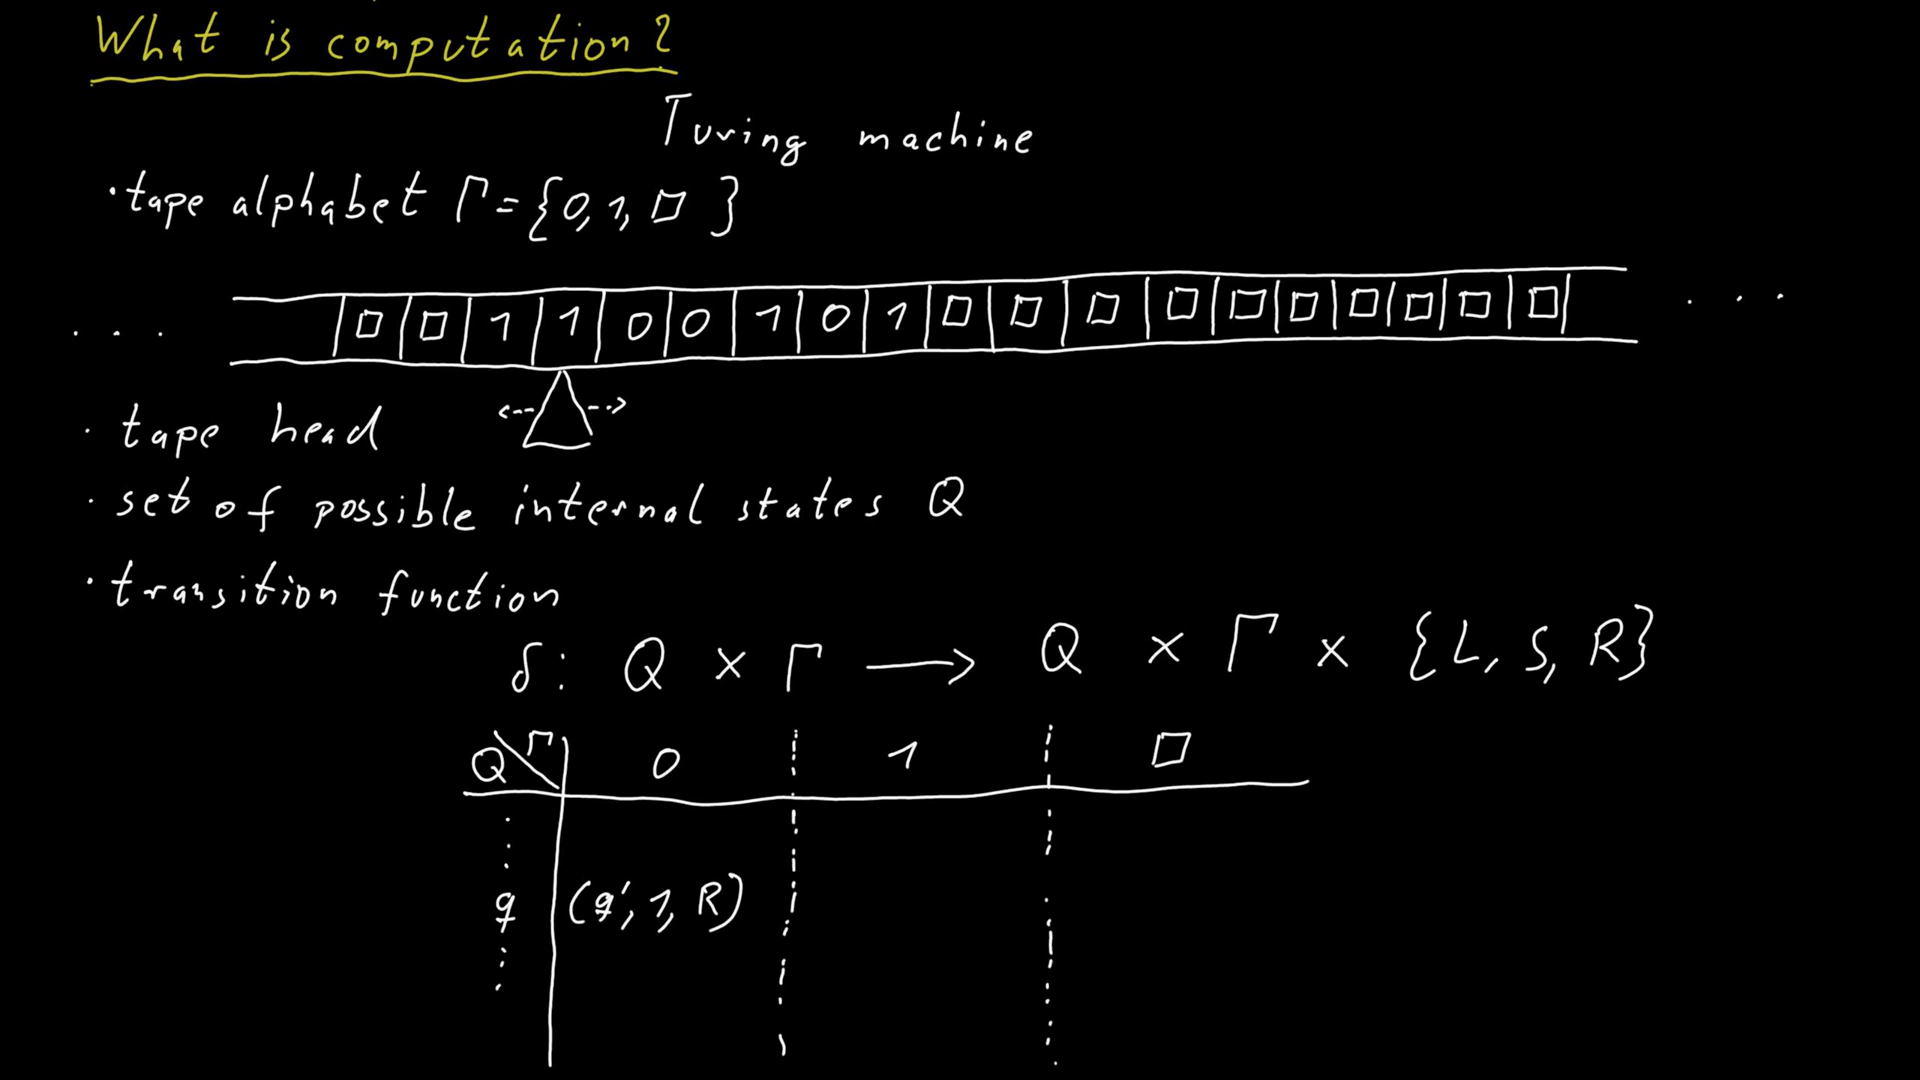 What is computation?
Turing machine
· tape alphabet Γ = {0, 1, □ }
. . . □ □ 1 1 0 0 1 0 1 □ □ □ □ □ □ □ □ □ □ . . .
· tape head
· set of possible internal states Q
· transition function
δ: Q × Γ ⟶ Q × Γ × {L, S, R}
Q \ Γ 0 1 □
q (q', 1, R)